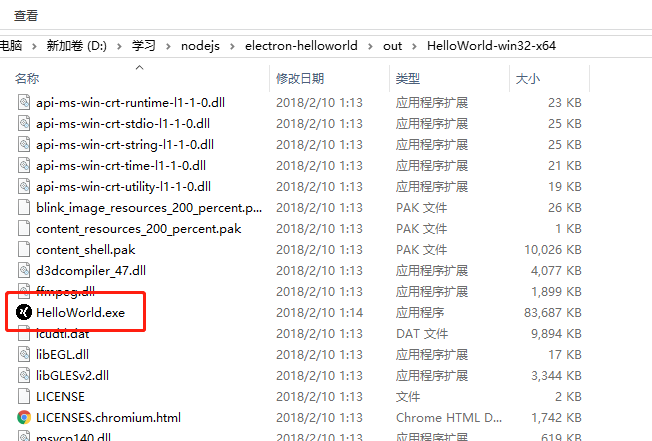 查看
电脑 › 新加卷 (D:) › 学习 › nodejs › electron-helloworld › out › HelloWorld-win32-x64
名称 修改日期 类型 大小
api-ms-win-crt-runtime-l1-1-0.dll 2018/2/10 1:13 应用程序扩展 23 KB
api-ms-win-crt-stdio-l1-1-0.dll 2018/2/10 1:13 应用程序扩展 25 KB
api-ms-win-crt-string-l1-1-0.dll 2018/2/10 1:13 应用程序扩展 25 KB
api-ms-win-crt-time-l1-1-0.dll 2018/2/10 1:13 应用程序扩展 21 KB
api-ms-win-crt-utility-l1-1-0.dll 2018/2/10 1:13 应用程序扩展 19 KB
blink_image_resources_200_percent.p... 2018/2/10 1:13 PAK 文件 26 KB
content_resources_200_percent.pak 2018/2/10 1:13 PAK 文件 1 KB
content_shell.pak 2018/2/10 1:13 PAK 文件 10,026 KB
d3dcompiler_47.dll 2018/2/10 1:13 应用程序扩展 4,077 KB
ffmpeg.dll 2018/2/10 1:13 应用程序扩展 1,899 KB
HelloWorld.exe 2018/2/10 1:14 应用程序 83,687 KB
icudtl.dat 2018/2/10 1:13 DAT 文件 9,894 KB
libEGL.dll 2018/2/10 1:13 应用程序扩展 17 KB
libGLESv2.dll 2018/2/10 1:13 应用程序扩展 3,344 KB
LICENSE 2018/2/10 1:13 文件 2 KB
LICENSES.chromium.html 2018/2/10 1:13 Chrome HTML D... 1,742 KB
msvcp140.dll 2018/2/10 1:13 应用程序扩展 619 KB